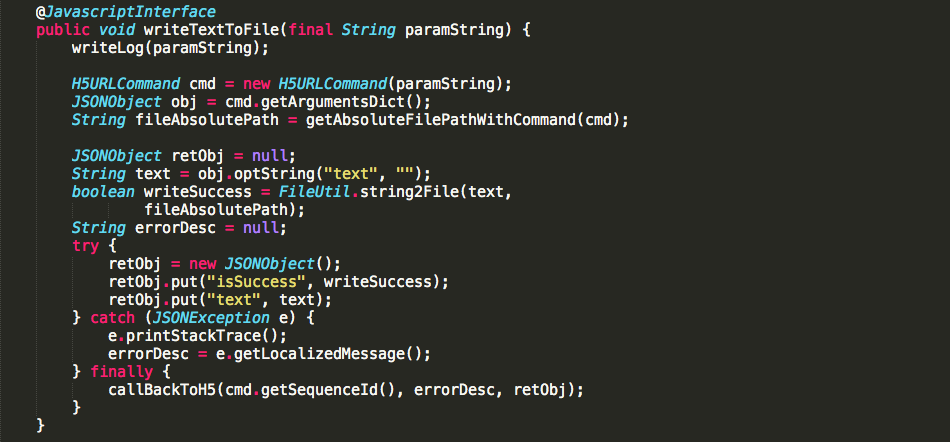 @JavascriptInterface
public void writeTextToFile(final String paramString) {
writeLog(paramString);
H5URLCommand cmd = new H5URLCommand(paramString);
JSONObject obj = cmd.getArgumentsDict();
String fileAbsolutePath = getAbsoluteFilePathWithCommand(cmd);
JSONObject retObj = null;
String text = obj.optString("text", "");
boolean writeSuccess = FileUtil.string2File(text,
fileAbsolutePath);
String errorDesc = null;
try {
retObj = new JSONObject();
retObj.put("isSuccess", writeSuccess);
retObj.put("text", text);
} catch (JSONException e) {
e.printStackTrace();
errorDesc = e.getLocalizedMessage();
} finally {
callBackToH5(cmd.getSequenceId(), errorDesc, retObj);
}
}